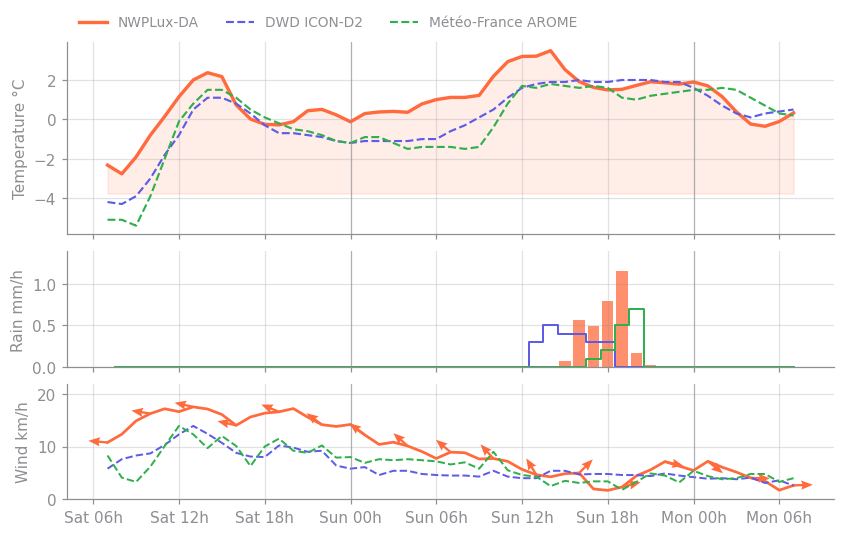 NWPLux-DA DWD ICON-D2 Météo-France AROME
Temperature °C
2
0
−2
−4
Rain mm/h
1.0
0.5
0.0
Wind km/h
20
10
0
Sat 06h Sat 12h Sat 18h Sun 00h Sun 06h Sun 12h Sun 18h Mon 00h Mon 06h